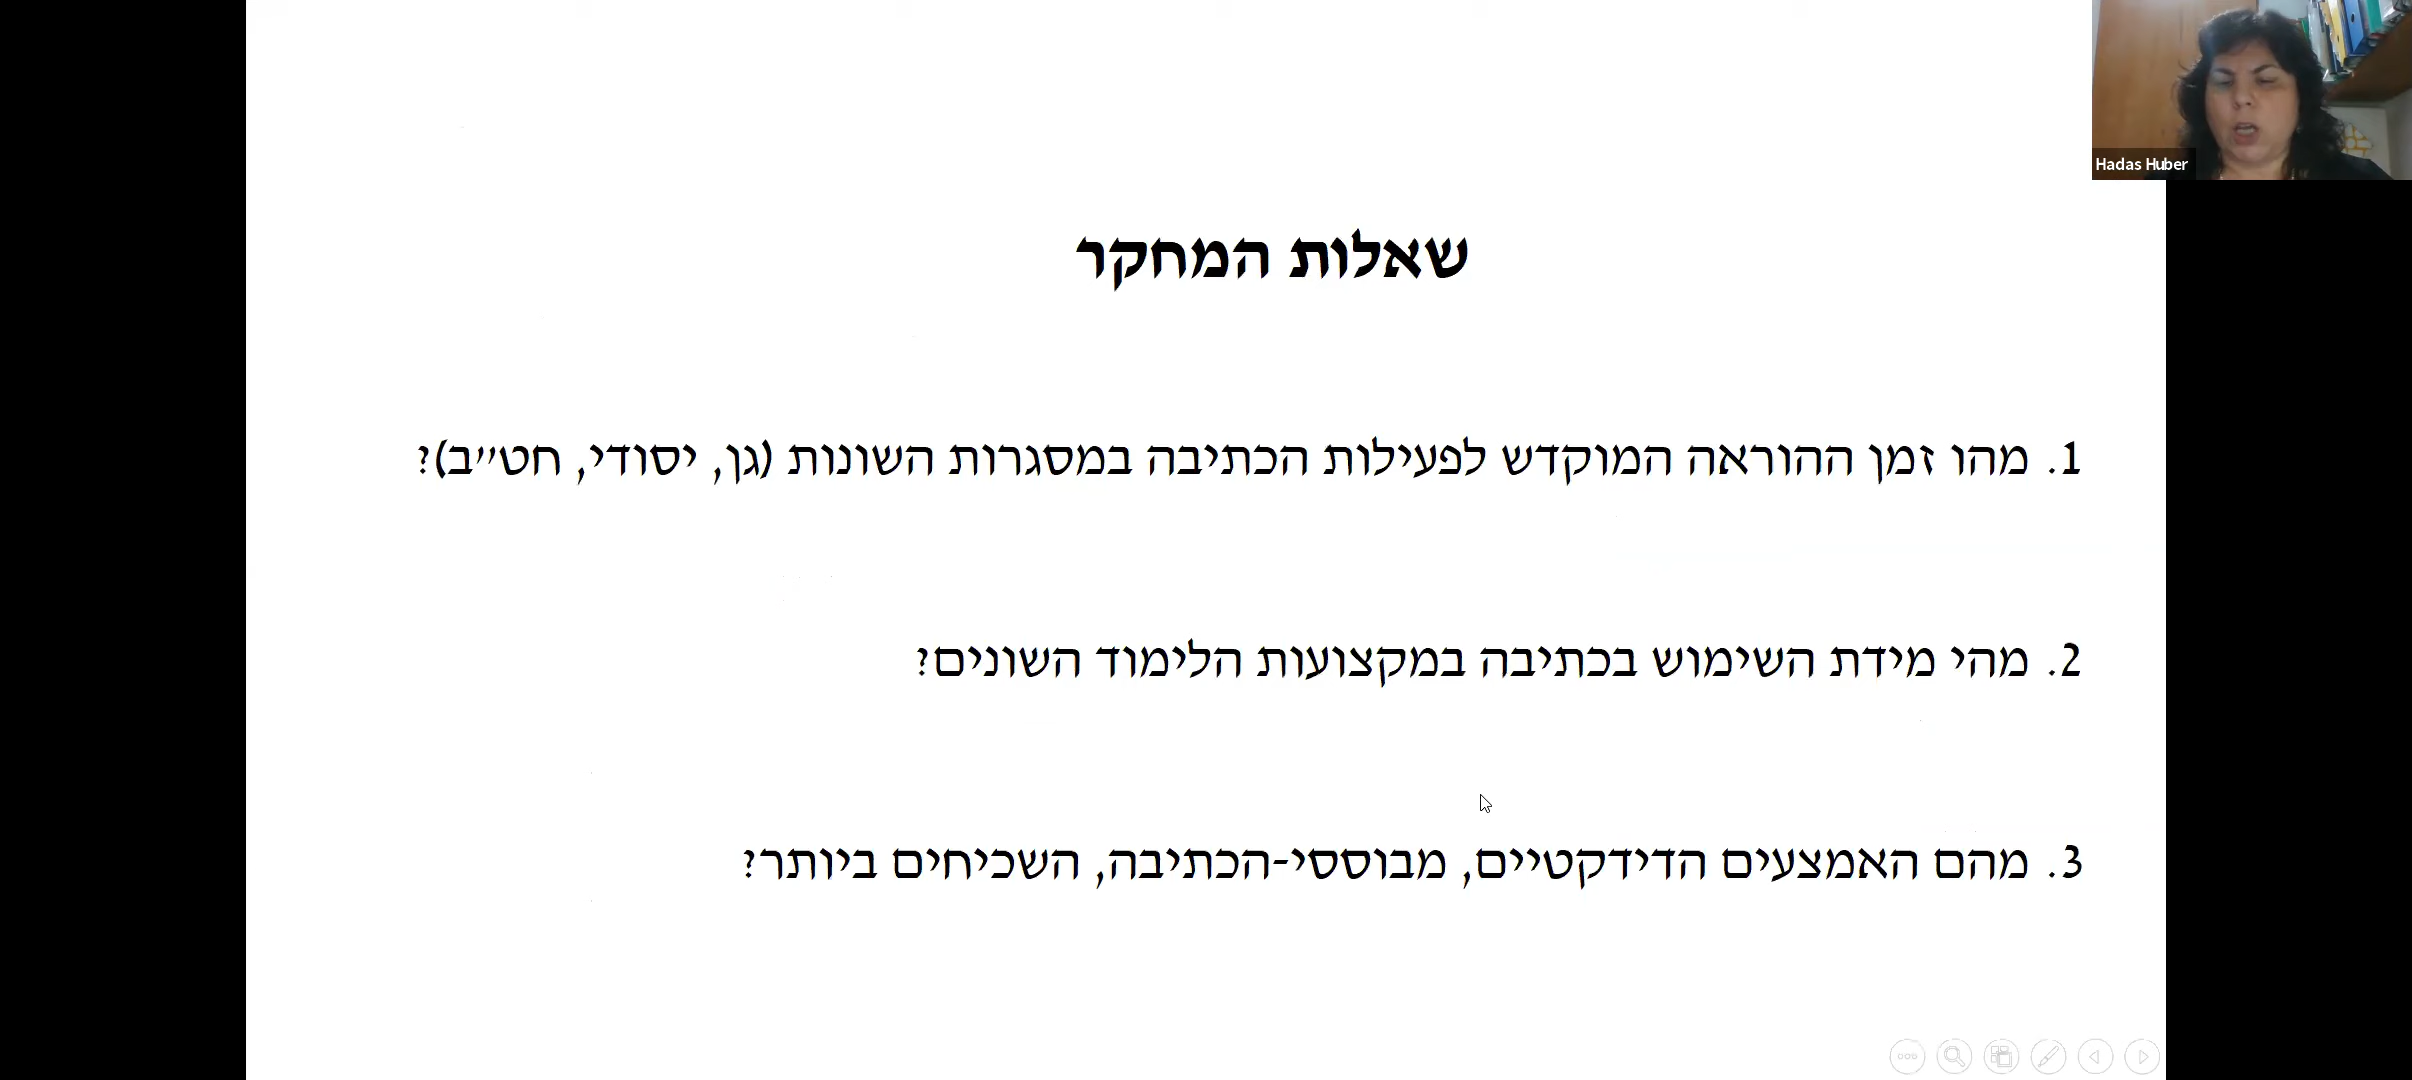 Hadas Huber
שאלות המחקר
1. מהו זמן ההוראה המוקדש לפעילות הכתיבה במסגרות השונות (גן, יסודי, חט''ב)?
2. מהי מידת השימוש בכתיבה במקצועות הלימוד השונים?
3. מהם האמצעים הדידקטיים, מבוססי-הכתיבה, השכיחים ביותר?